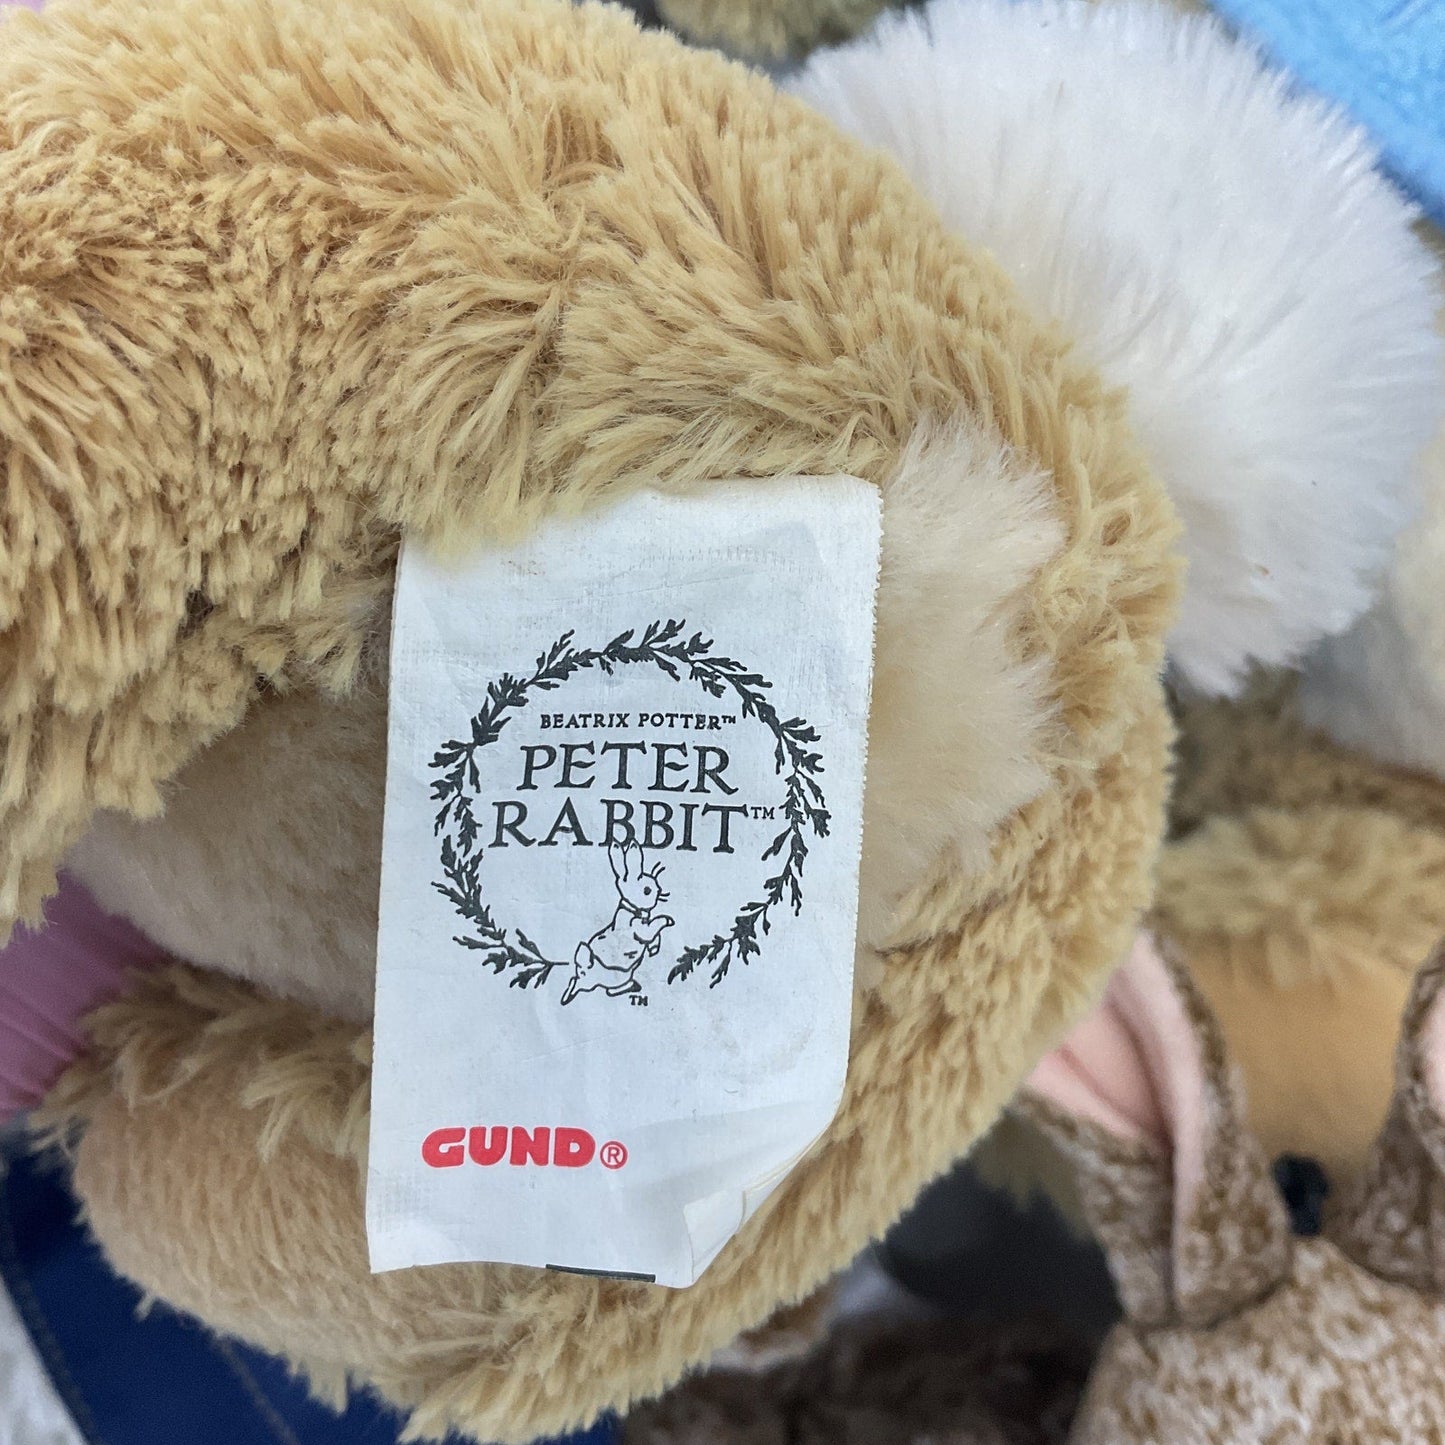 BEATRIX POTTER™
PETER
RABBIT™
™
GUND®